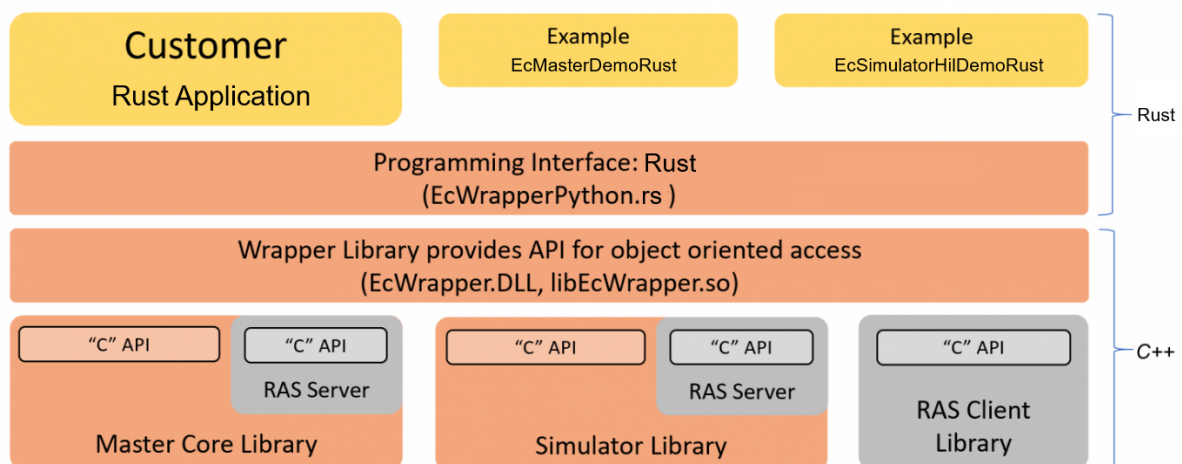 Customer
Rust Application
Example
EcMasterDemoRust
Example
EcSimulatorHilDemoRust
Rust
Programming Interface: Rust
(EcWrapperPython.rs )
Wrapper Library provides API for object oriented access
(EcWrapper.DLL, libEcWrapper.so)
“C” API
“C” API
RAS Server
Master Core Library
“C” API
“C” API
RAS Server
Simulator Library
“C” API
RAS Client
Library
C++